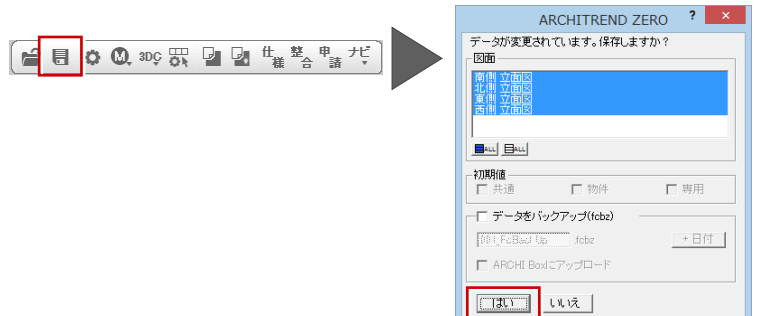 3DC 仕様 整合 申請 ナビ
ARCHITREND ZERO ? ×
データが変更されています。保存しますか？
図面
南側 立面図
北側 立面図
東側 立面図
西側 立面図
ALL ALL
初期値
共通 物件 専用
データをバックアップ(fcbz)
.fcbz +日付
ARCHI Boxにアップロード
はい いいえ